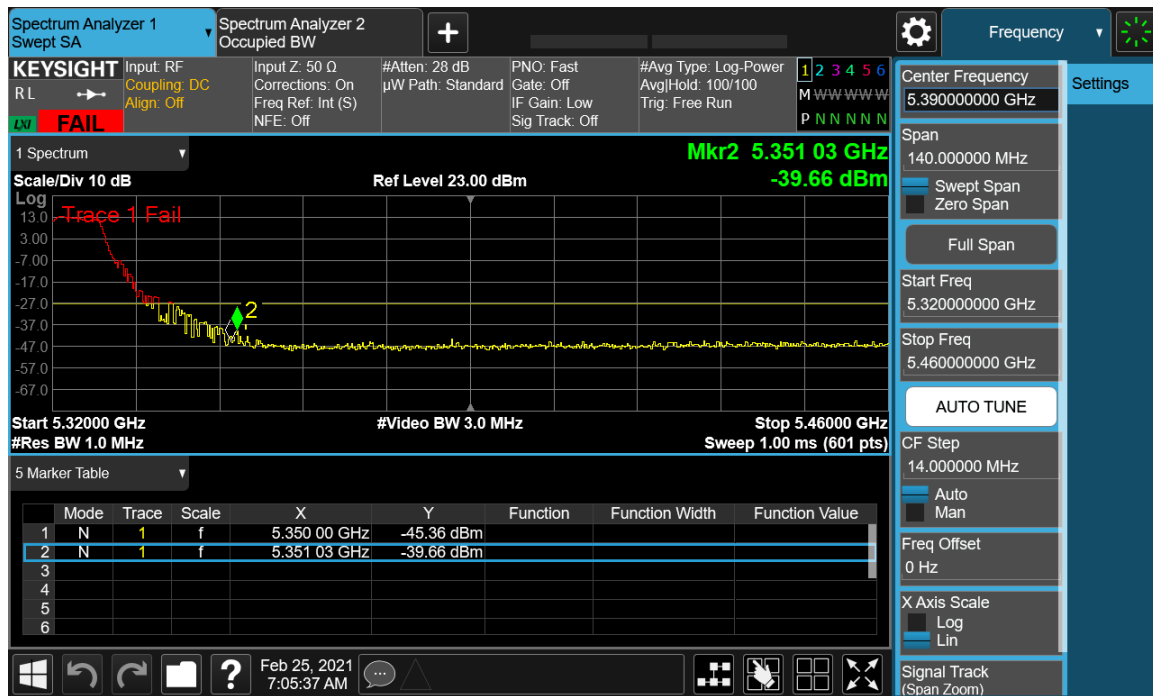 Spectrum Analyzer 1
Swept SA
Spectrum Analyzer 2
Occupied BW
Frequency
KEYSIGHT
RL
LXI
FAIL
Input: RF
Coupling: DC
Align: Off
Input Z: 50 Ω
Corrections: On
Freq Ref: Int (S)
NFE: Off
#Atten: 28 dB
µW Path: Standard
PNO: Fast
Gate: Off
IF Gain: Low
Sig Track: Off
#Avg Type: Log-Power
Avg|Hold: 100/100
Trig: Free Run
1 2 3 4 5 6
M W W W W W
P N N N N N
1 Spectrum
Mkr2 5.351 03 GHz
-39.66 dBm
Scale/Div 10 dB
Ref Level 23.00 dBm
Log
Trace 1 Fail
13.0
3.00
-7.00
-17.0
-27.0
-37.0
-47.0
-57.0
-67.0
2
Start 5.32000 GHz
#Video BW 3.0 MHz
Stop 5.46000 GHz
#Res BW 1.0 MHz
Sweep 1.00 ms (601 pts)
5 Marker Table
Mode Trace Scale X Y Function Function Width Function Value
1 N 1 f 5.350 00 GHz -45.36 dBm
2 N 1 f 5.351 03 GHz -39.66 dBm
3
4
5
6
Feb 25, 2021
7:05:37 AM
?
Settings
Center Frequency
5.390000000 GHz
Span
140.000000 MHz
Swept Span
Zero Span
Full Span
Start Freq
5.320000000 GHz
Stop Freq
5.460000000 GHz
AUTO TUNE
CF Step
14.000000 MHz
Auto
Man
Freq Offset
0 Hz
X Axis Scale
Log
Lin
Signal Track
(Span Zoom)